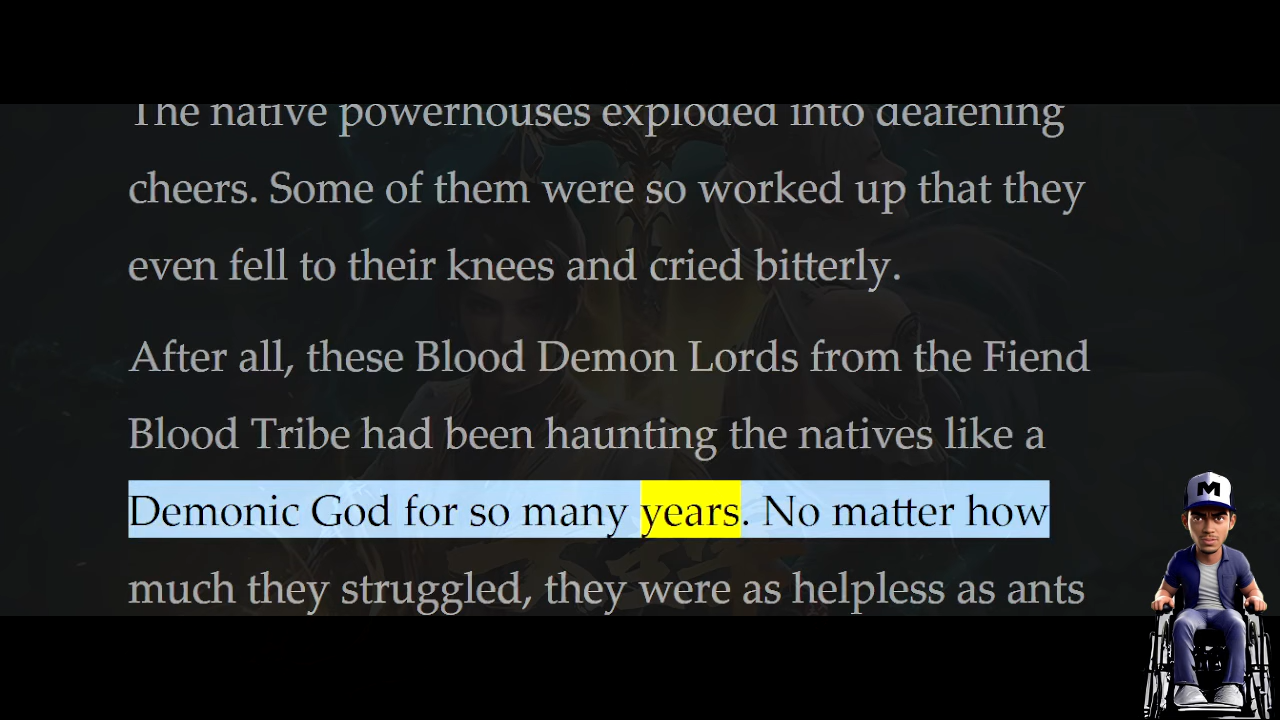 The native powerhouses exploded into deafening
cheers. Some of them were so worked up that they
even fell to their knees and cried bitterly.
After all, these Blood Demon Lords from the Fiend
Blood Tribe had been haunting the natives like a
Demonic God for so many years. No matter how
much they struggled, they were as helpless as ants
M